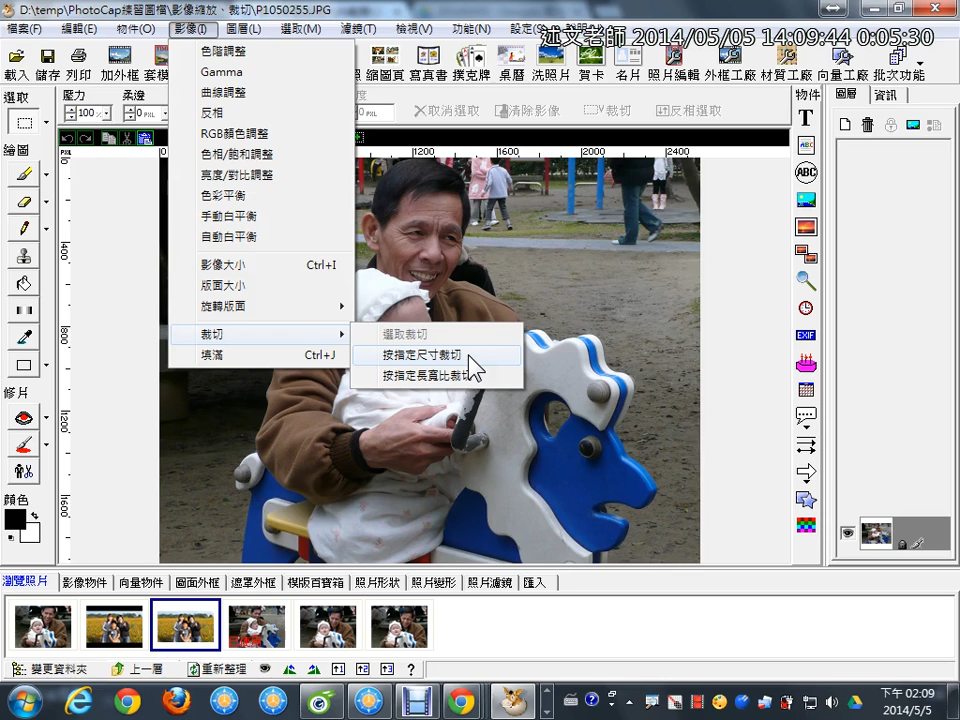 D:\temp\PhotoCap練習圖檔\影像縮放、裁切\P1050255.JPG
檔案(F) 編輯(E) 物件(O) 影像(I) 圖層(L) 選取(M) 濾鏡(T) 檢視(V) 功能(N)
述文老師 2014/05/05 14:09:44 0:05:30
載入 儲存 列印 加外框 縮圖頁 寫真書 撲克牌 桌曆 洗照片 賀卡 名片 照片編輯 外框工廠 材質工廠 向量工廠 批次功能
選取
壓力 柔邊
100 % 0 PXL
0 PXL
取消選取 清除影像 裁切 反相選取
物件
圖層 資訊
色階調整
Gamma
曲線調整
反相
RGB顏色調整
色相/飽和調整
亮度/對比調整
色彩平衡
手動白平衡
自動白平衡
影像大小 Ctrl+I
版面大小
旋轉版面
裁切
填滿 Ctrl+J
選取裁切
按指定尺寸裁切
按指定長寬比裁切
繪圖
修片
顏色
PXL
0 1200 1600 2000 2400
0
400
800
1200
1600
T
ABC
ABC
EXIF
瀏覽照片 影像物件 向量物件 圖面外框 遮罩外框 模版百寶箱 照片形狀 照片變形 照片濾鏡 匯入
變更資料夾 上一層 重新整理 1 2 3 ?
下午 02:09
2014/5/5